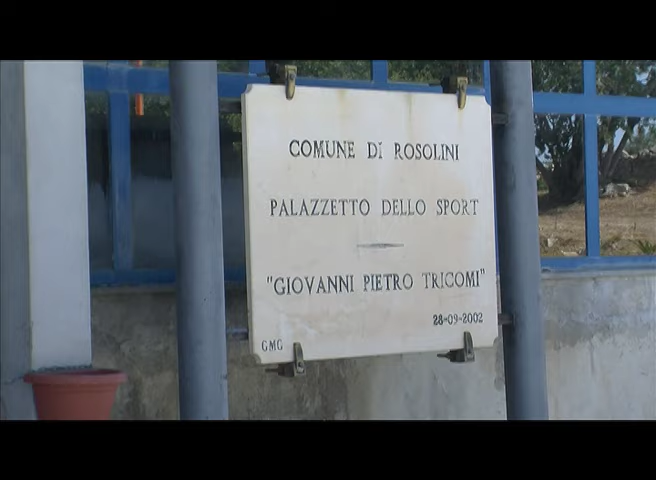 COMUNE DI ROSOLINI
PALAZZETTO DELLO SPORT
"GIOVANNI PIETRO TRICOMI"
28-09-2002
GMG